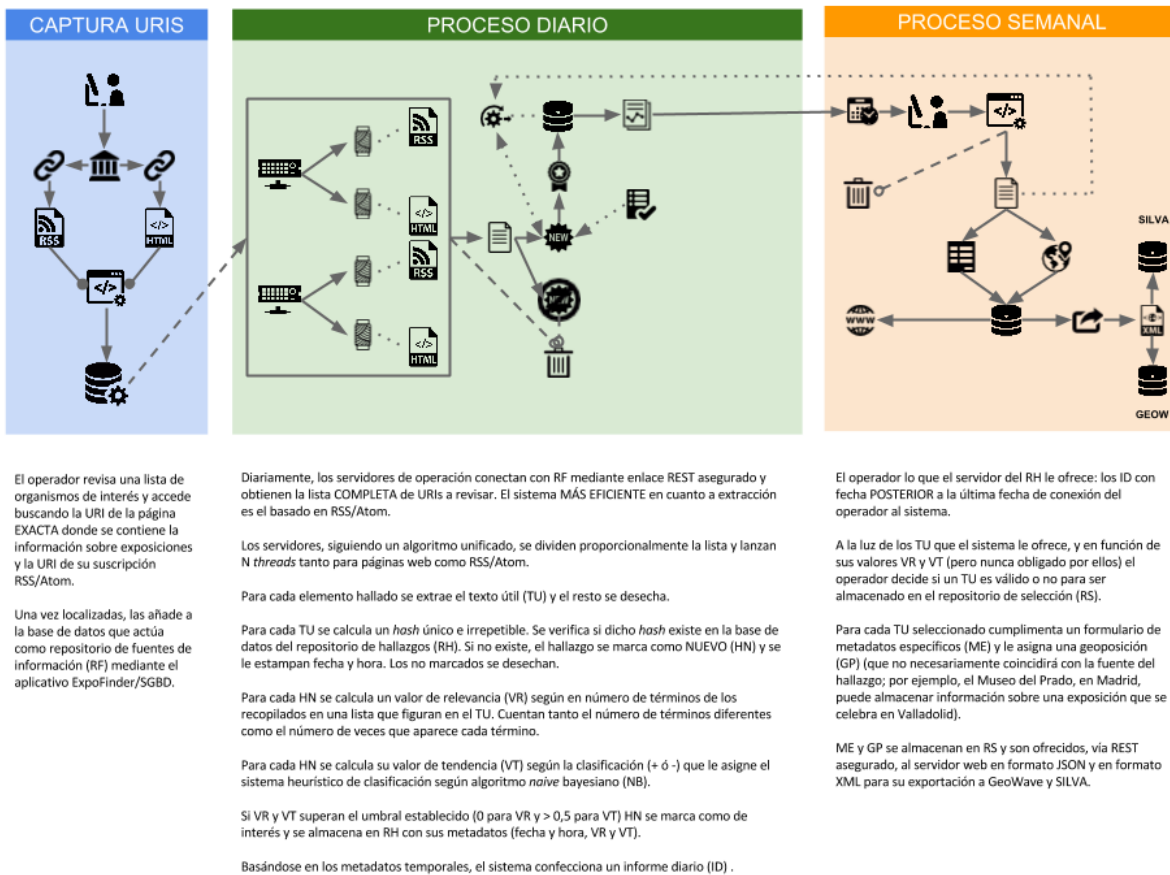 CAPTURA URIS
PROCESO DIARIO
PROCESO SEMANAL
RSS
HTML
RSS
HTML
RSS
HTML
NEW
SILVA
WWW
XML
GEOW
El operador revisa una lista de
organismos de interés y accede
buscando la URI de la página
EXACTA donde se contiene la
información sobre exposiciones
y la URI de su suscripción
RSS/Atom.
Una vez localizadas, las añade a
la base de datos que actúa
como repositorio de fuentes de
información (RF) mediante el
aplicativo ExpoFinder/SGBD.
Diariamente, los servidores de operación conectan con RF mediante enlace REST asegurado y
obtienen la lista COMPLETA de URIs a revisar. El sistema MÁS EFICIENTE en cuanto a extracción
es el basado en RSS/Atom.
Los servidores, siguiendo un algoritmo unificado, se dividen proporcionalmente la lista y lanzan
N threads tanto para páginas web como RSS/Atom.
Para cada elemento hallado se extrae el texto útil (TU) y el resto se desecha.
Para cada TU se calcula un hash único e irrepetible. Se verifica si dicho hash existe en la base de
datos del repositorio de hallazgos (RH). Si no existe, el hallazgo se marca como NUEVO (HN) y se
le estampan fecha y hora. Los no marcados se desechan.
Para cada HN se calcula un valor de relevancia (VR) según en número de términos de los
recopilados en una lista que figuran en el TU. Cuentan tanto el número de términos diferentes
como el número de veces que aparece cada término.
Para cada HN se calcula su valor de tendencia (VT) según la clasificación (+ ó -) que le asigne el
sistema heurístico de clasificación según algoritmo naive bayesiano (NB).
Si VR y VT superan el umbral establecido (0 para VR y > 0,5 para VT) HN se marca como de
interés y se almacena en RH con sus metadatos (fecha y hora, VR y VT).
Basándose en los metadatos temporales, el sistema confecciona un informe diario (ID) .
El operador lo que el servidor del RH le ofrece: los ID con
fecha POSTERIOR a la última fecha de conexión del
operador al sistema.
A la luz de los TU que el sistema le ofrece, y en función de
sus valores VR y VT (pero nunca obligado por ellos) el
operador decide si un TU es válido o no para ser
almacenado en el repositorio de selección (RS).
Para cada TU seleccionado cumplimenta un formulario de
metadatos específicos (ME) y le asigna una geoposición
(GP) (que no necesariamente coincidirá con la fuente del
hallazgo; por ejemplo, el Museo del Prado, en Madrid,
puede almacenar información sobre una exposición que se
celebra en Valladolid).
ME y GP se almacenan en RS y son ofrecidos, vía REST
asegurado, al servidor web en formato JSON y en formato
XML para su exportación a GeoWave y SILVA.